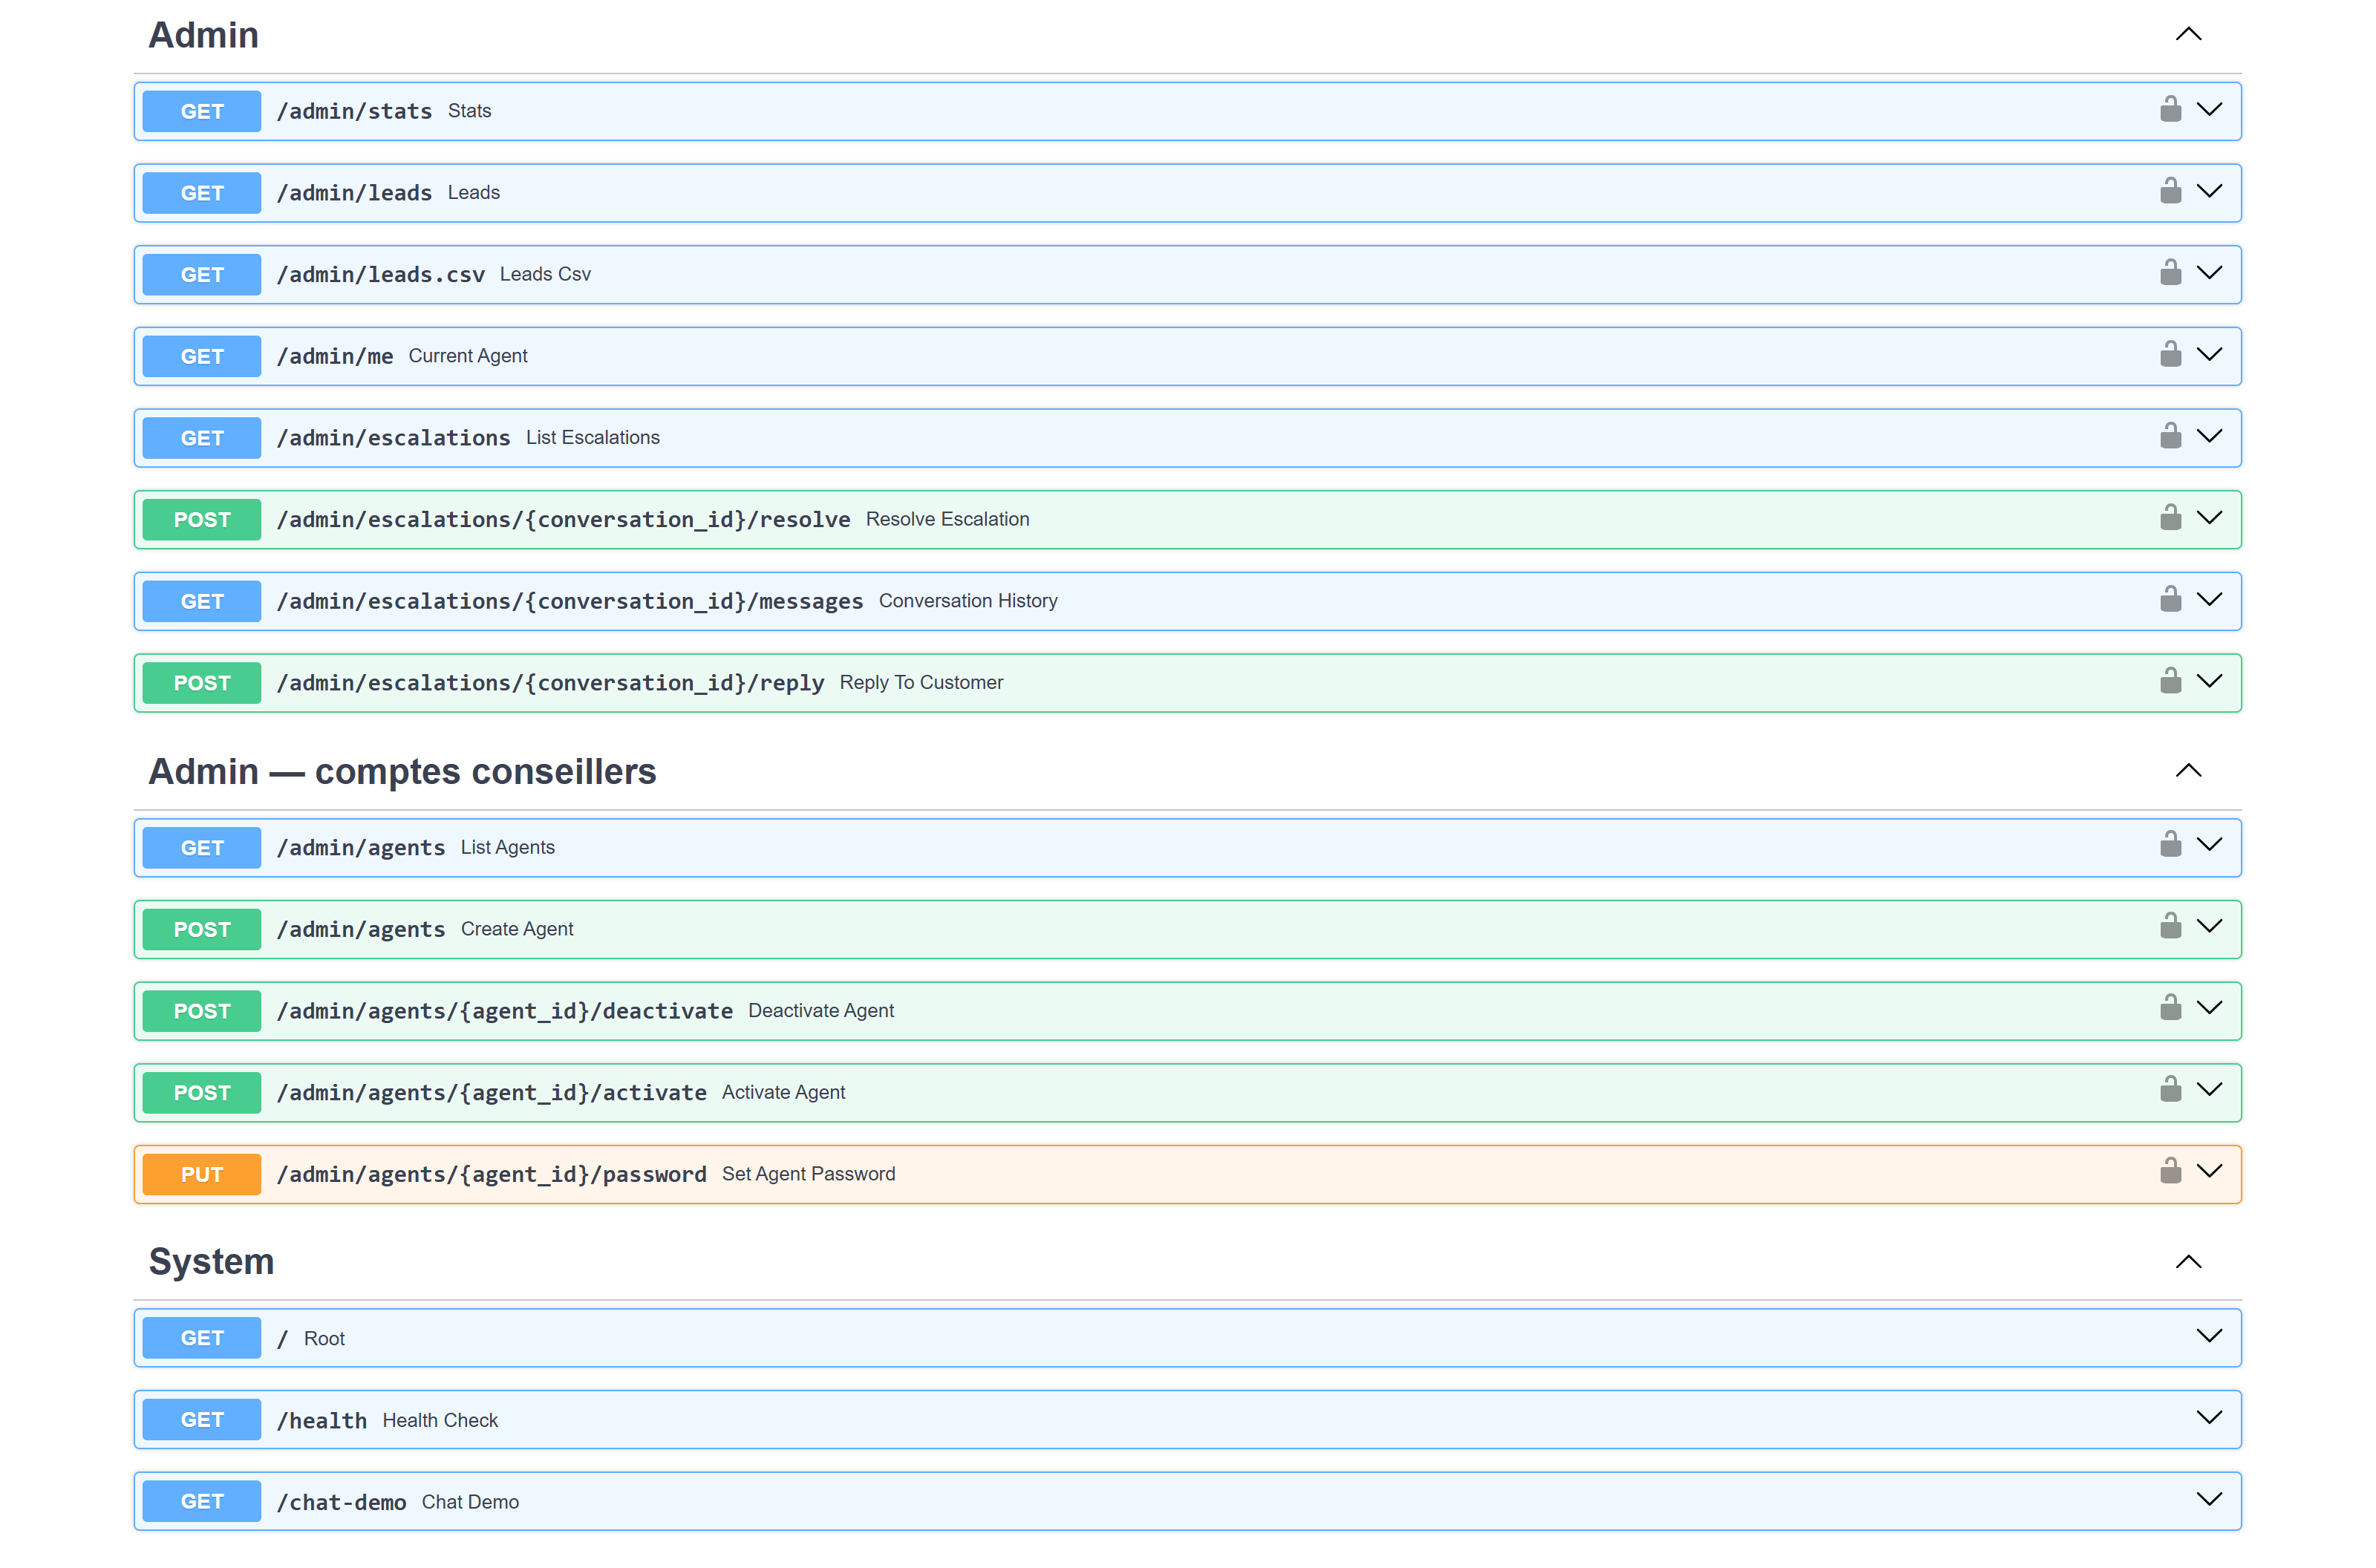 Admin
GET /admin/stats Stats
GET /admin/leads Leads
GET /admin/leads.csv Leads Csv
GET /admin/me Current Agent
GET /admin/escalations List Escalations
POST /admin/escalations/{conversation_id}/resolve Resolve Escalation
GET /admin/escalations/{conversation_id}/messages Conversation History
POST /admin/escalations/{conversation_id}/reply Reply To Customer
Admin — comptes conseillers
GET /admin/agents List Agents
POST /admin/agents Create Agent
POST /admin/agents/{agent_id}/deactivate Deactivate Agent
POST /admin/agents/{agent_id}/activate Activate Agent
PUT /admin/agents/{agent_id}/password Set Agent Password
System
GET / Root
GET /health Health Check
GET /chat-demo Chat Demo